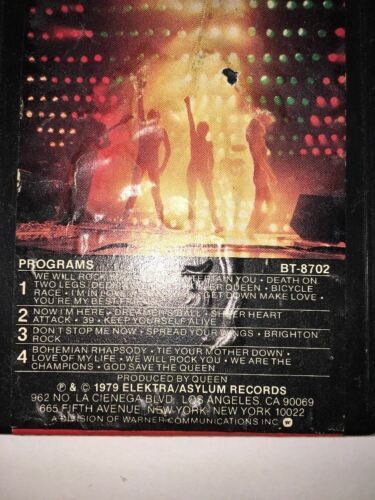 PROGRAMS BT-8702
1 WE WILL ROCK TERTAIN YOU • DEATH ON
TWO LEGS, ER QUEEN • BICYCLE
RACE • I'M IN GET DOWN MAKE LOVE •
YOU'RE MY BEST
2 NOW I'M HERE • DREAMER'S BALL • SHEER HEART
ATTACK • '39 • KEEP YOURSELF ALIVE
3 DON'T STOP ME NOW • SPREAD YOUR WINGS • BRIGHTON
ROCK
4 BOHEMIAN RHAPSODY • TIE YOUR MOTHER DOWN •
LOVE OF MY LIFE • WE WILL ROCK YOU • WE ARE THE
CHAMPIONS • GOD SAVE THE QUEEN
PRODUCED BY QUEEN
℗ & © 1979 ELEKTRA/ASYLUM RECORDS
962 NO. LA CIENEGA BLVD., LOS ANGELES, CA 90069
665 FIFTH AVENUE, NEW YORK, NEW YORK 10022
A DIVISION OF WARNER COMMUNICATIONS INC.